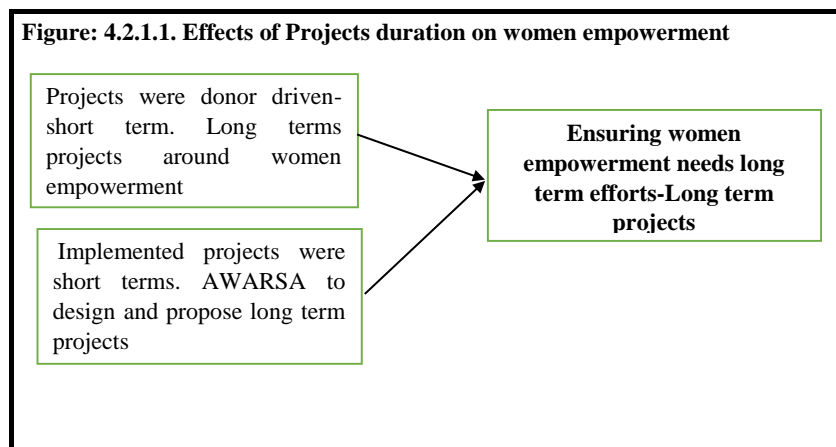 Figure: 4.2.1.1. Effects of Projects duration on women empowerment
Projects were donor driven-
short term. Long terms
projects around women
empowerment
Implemented projects were
short terms. AWARSA to
design and propose long term
projects
Ensuring women
empowerment needs long
term efforts-Long term
projects